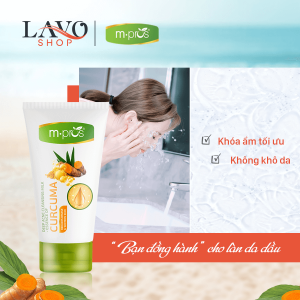 LAVO
SHOP
m·plus
Khóa ẩm tối ưu
Không khô da
m·plus
CURCUMA
“Bạn đồng hành” cho làn da dầu